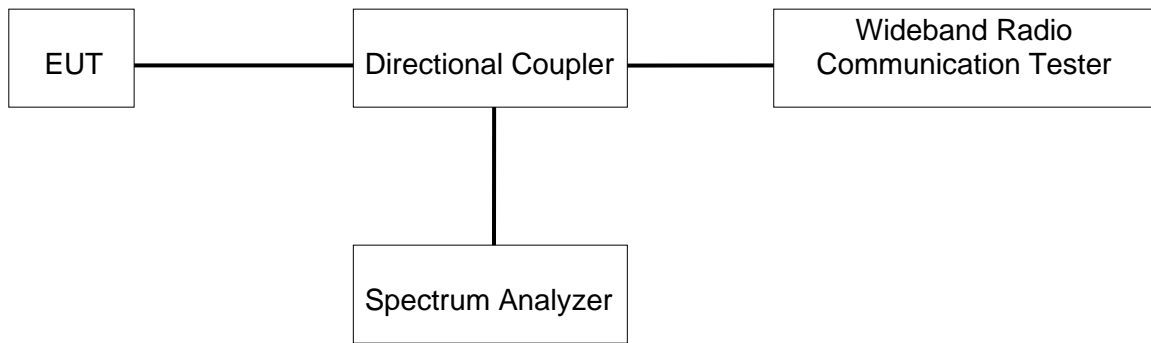 EUT
Directional Coupler
Wideband Radio
Communication Tester
Spectrum Analyzer